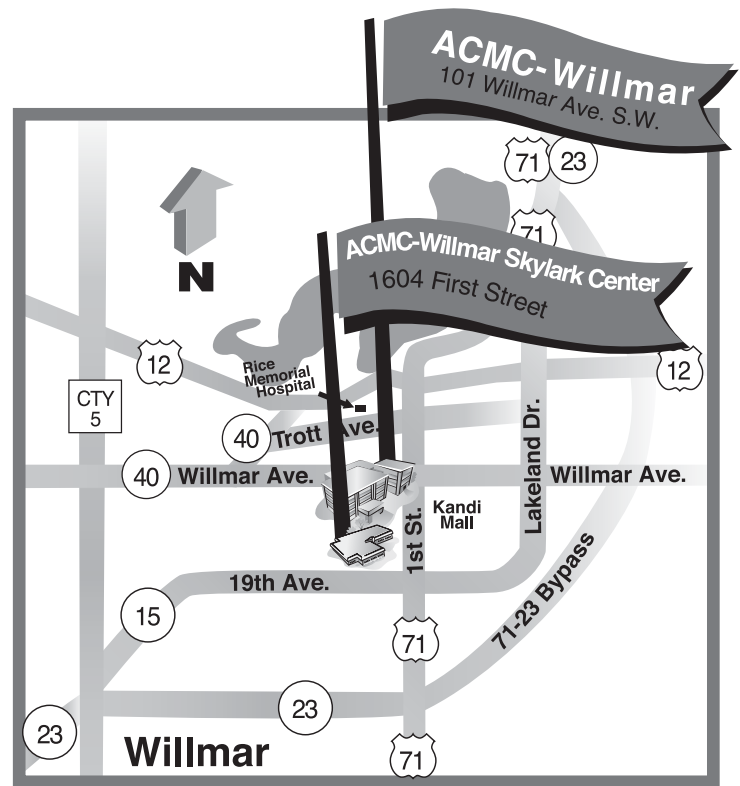 ACMC-Willmar
101 Willmar Ave. S.W.
71
23
71
ACMC-Willmar Skylark Center
1604 First Street
N
12
Rice
Memorial
Hospital
12
CTY
5
40
Trott Ave.
40
Willmar Ave.
Willmar Ave.
Lakeland Dr.
Kandi
Mall
1st St.
19th Ave.
71-23 Bypass
15
71
23
23
Willmar
71